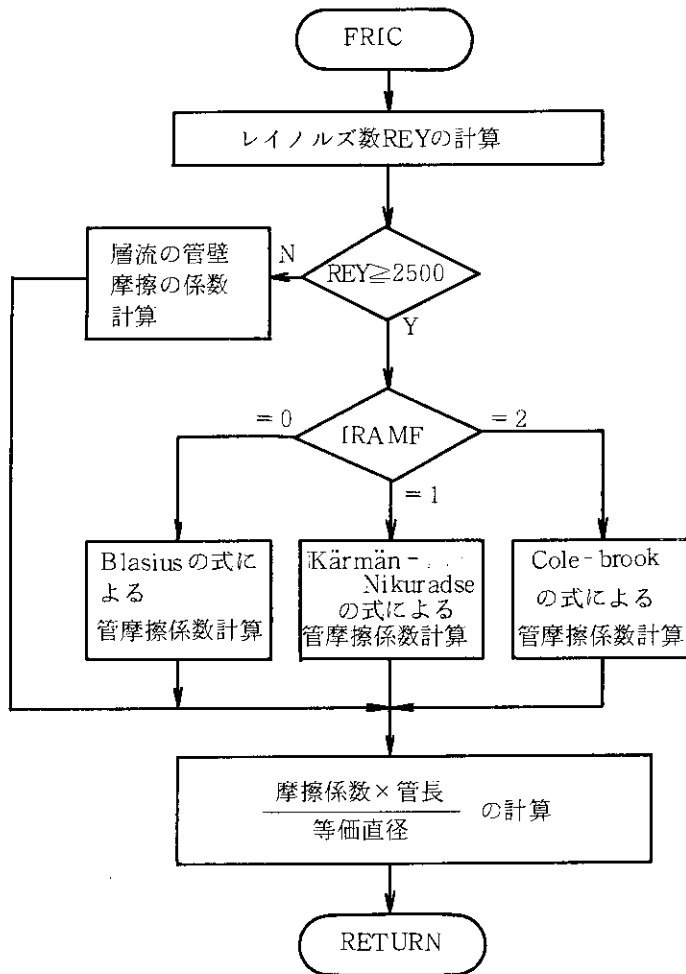 FRIC
レイノルズ数REYの計算
層流の管壁
摩擦の係数
計算
N
REY≧2500
Y
=0
IRAMF
=2
=1
Blasiusの式に
よる
管摩擦係数計算
Kärmän-
Nikuradse
の式による
管摩擦係数計算
Cole-brook
の式による
管摩擦係数計算
摩擦係数×管長
等価直径
の計算
RETURN